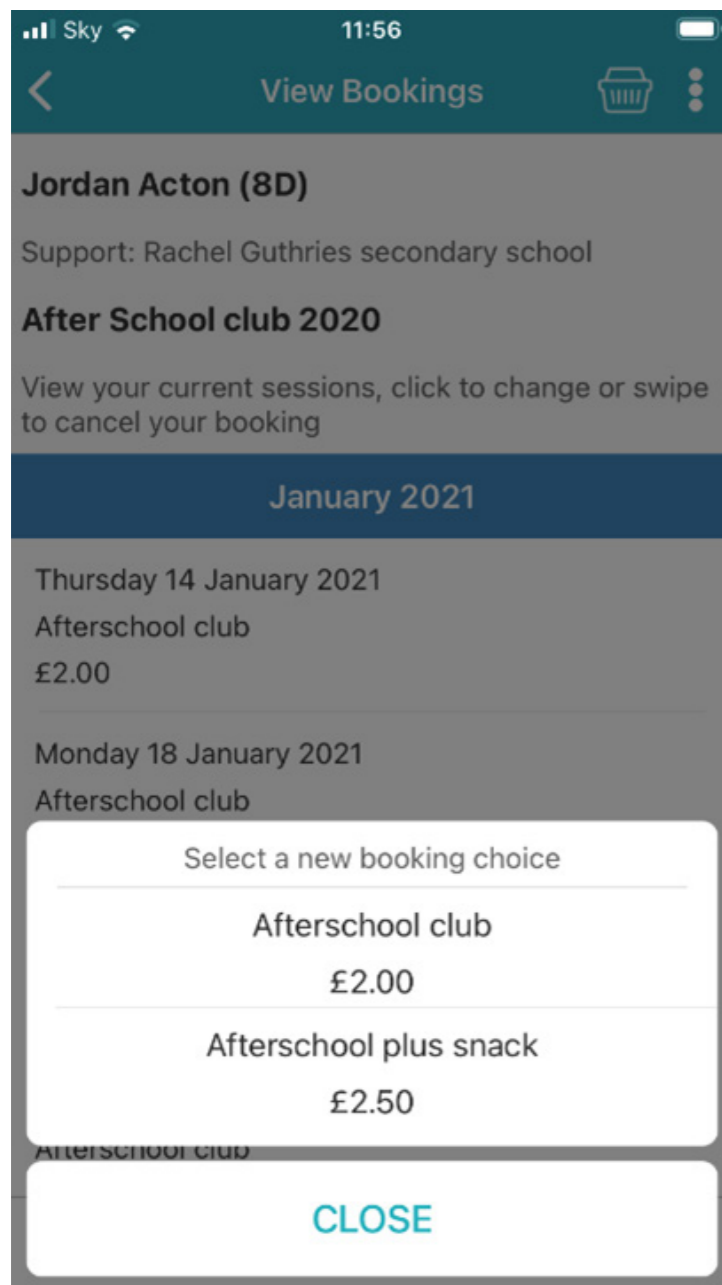 Sky 11:56
View Bookings
Jordan Acton (8D)
Support: Rachel Guthries secondary school
After School club 2020
View your current sessions, click to change or swipe
to cancel your booking
January 2021
Thursday 14 January 2021
Afterschool club
£2.00
Monday 18 January 2021
Afterschool club
Select a new booking choice
Afterschool club
£2.00
Afterschool plus snack
£2.50
Afterschool club
CLOSE